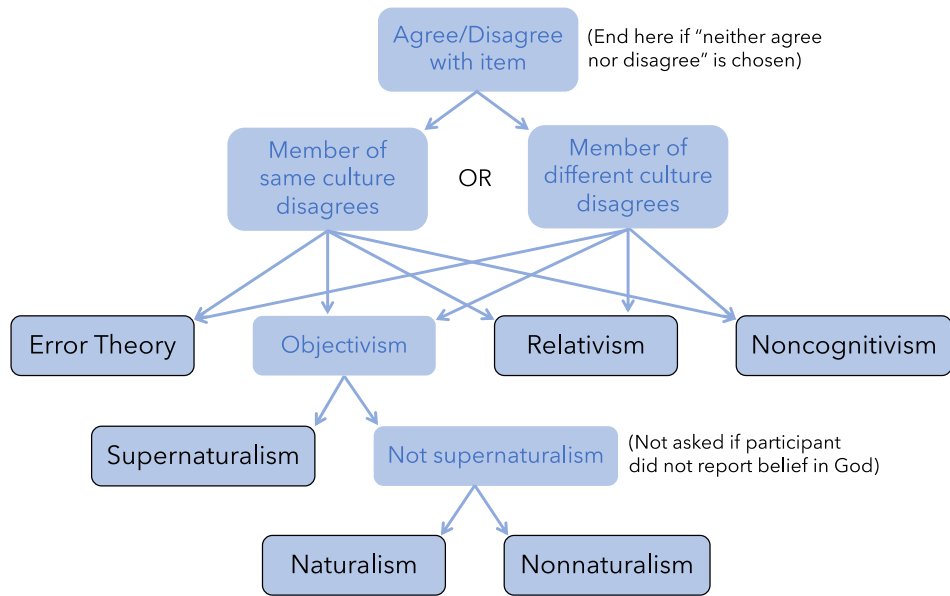 Agree/Disagree
with item
(End here if “neither agree
nor disagree” is chosen)
Member of
same culture
disagrees
OR
Member of
different culture
disagrees
Error Theory
Objectivism
Relativism
Noncognitivism
Supernaturalism
Not supernaturalism
(Not asked if participant
did not report belief in God)
Naturalism
Nonnaturalism